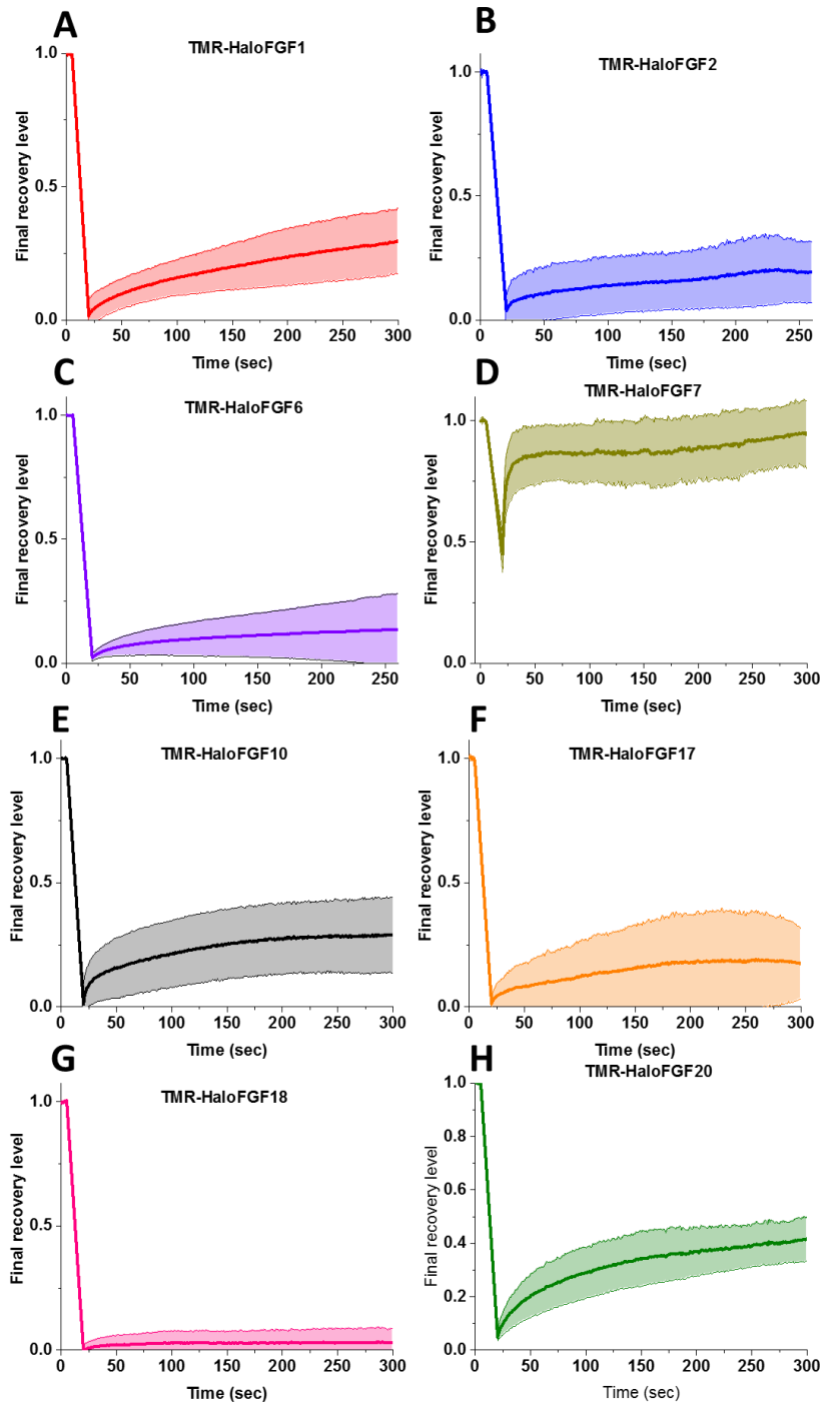 A
TMR-HaloFGF1
1.0
0.5
0.0
Final recovery level
0 50 100 150 200 250 300
Time (sec)
B
TMR-HaloFGF2
1.0
0.5
0.0
Final recovery level
0 50 100 150 200 250
Time (sec)
C
TMR-HaloFGF6
1.0
0.5
0.0
Final recovery level
0 50 100 150 200 250
Time (sec)
D
TMR-HaloFGF7
1.0
0.5
0.0
Final recovery level
0 50 100 150 200 250 300
Time (sec)
E
TMR-HaloFGF10
1.0
0.5
0.0
Final recovery level
0 50 100 150 200 250 300
Time (sec)
F
TMR-HaloFGF17
1.0
0.5
0.0
Final recovery level
0 50 100 150 200 250 300
Time (sec)
G
TMR-HaloFGF18
1.0
0.5
0.0
Final recovery level
0 50 100 150 200 250 300
Time (sec)
H
TMR-HaloFGF20
1.0
0.8
0.6
0.4
0.2
0.0
Final recovery level
0 50 100 150 200 250 300
Time (sec)